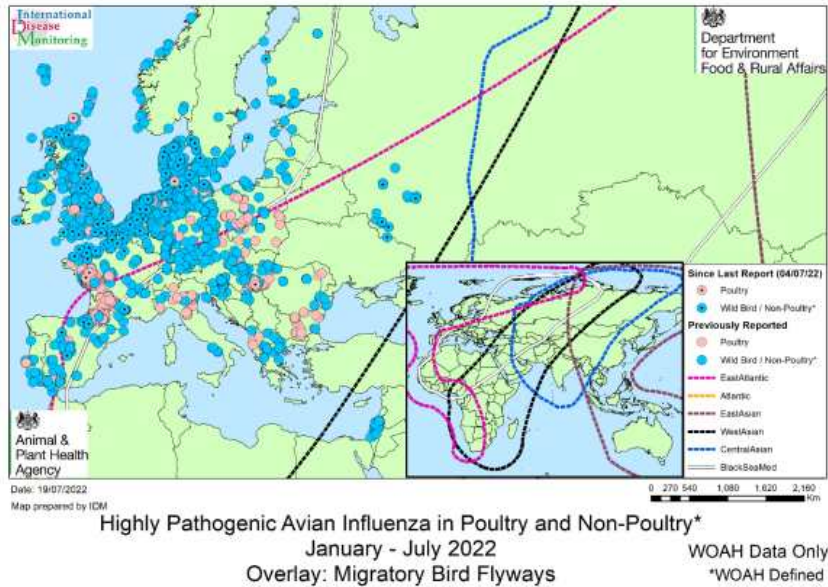 International
Disease
Monitoring
Department
for Environment
Food & Rural Affairs
Since Last Report (04/07/22)
Poultry
Wild Bird / Non-Poultry*
Previously Reported
Poultry
Wild Bird / Non-Poultry*
EastAtlantic
Atlantic
EastAsian
WestAsian
CentralAsian
BlackSeaMed
Animal &
Plant Health
Agency
Date: 19/07/2022
Map prepared by IDM
0 270 540 1,080 1,620 2,160
Km
Highly Pathogenic Avian Influenza in Poultry and Non-Poultry*
January - July 2022
Overlay: Migratory Bird Flyways
WOAH Data Only
*WOAH Defined